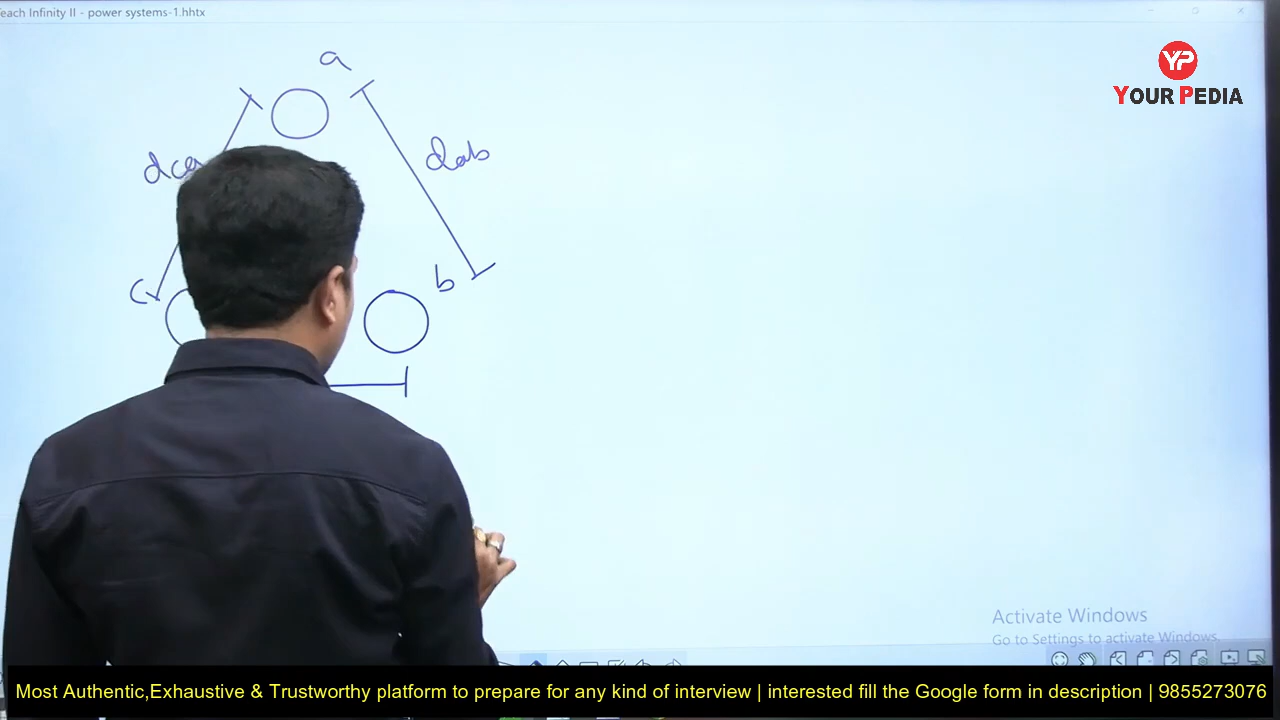 each Infinity II - power systems-1.hhtx
YP
YOUR PEDIA
a
dca
dab
c
b
Activate Windows
Go to Settings to activate Windows.
Most Authentic,Exhaustive & Trustworthy platform to prepare for any kind of interview | interested fill the Google form in description | 9855273076